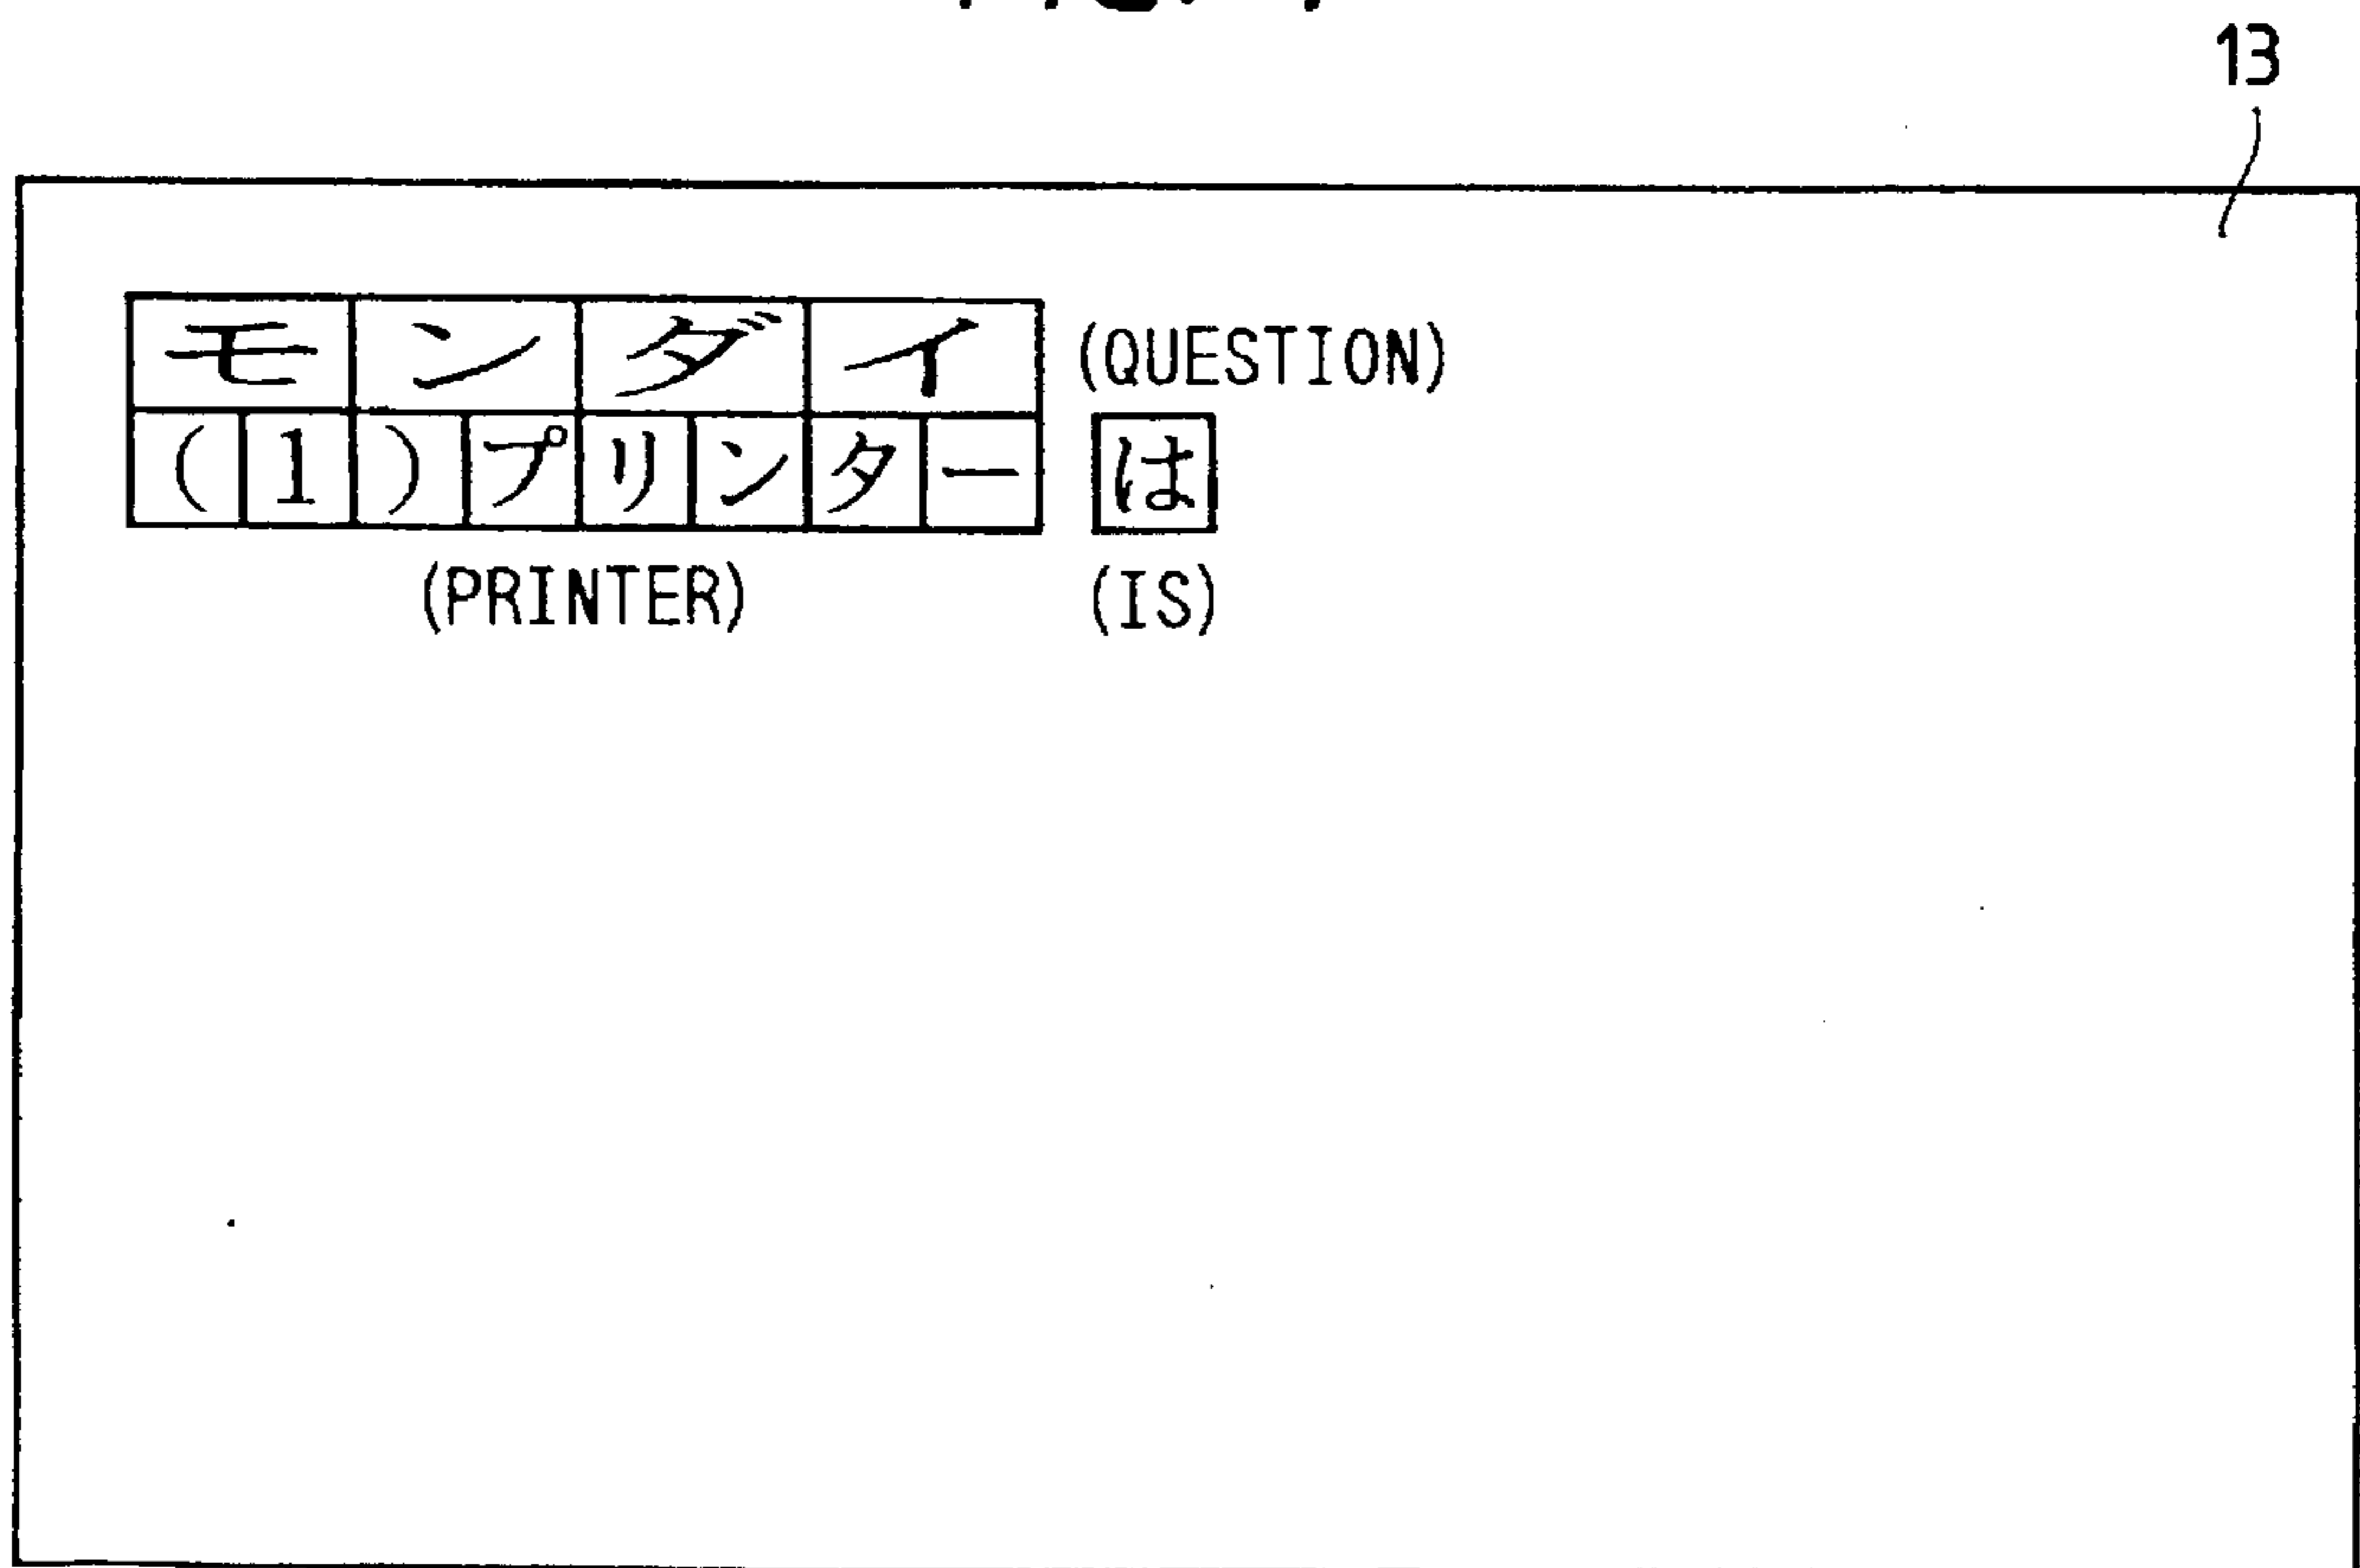 13
モンダイ (QUESTION)
(1)プリンター は
(PRINTER) (IS)